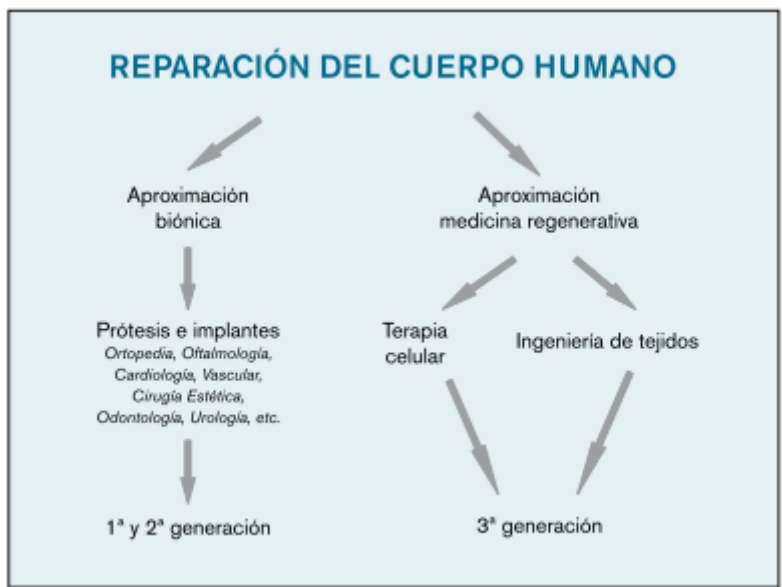 REPARACIÓN DEL CUERPO HUMANO
Aproximación
biónica
Aproximación
medicina regenerativa
Prótesis e implantes
Ortopedia, Oftalmología,
Cardiología, Vascular,
Cirugía Estética,
Odontología, Urología, etc.
Terapia
celular
Ingeniería de tejidos
1ª y 2ª generación
3ª generación